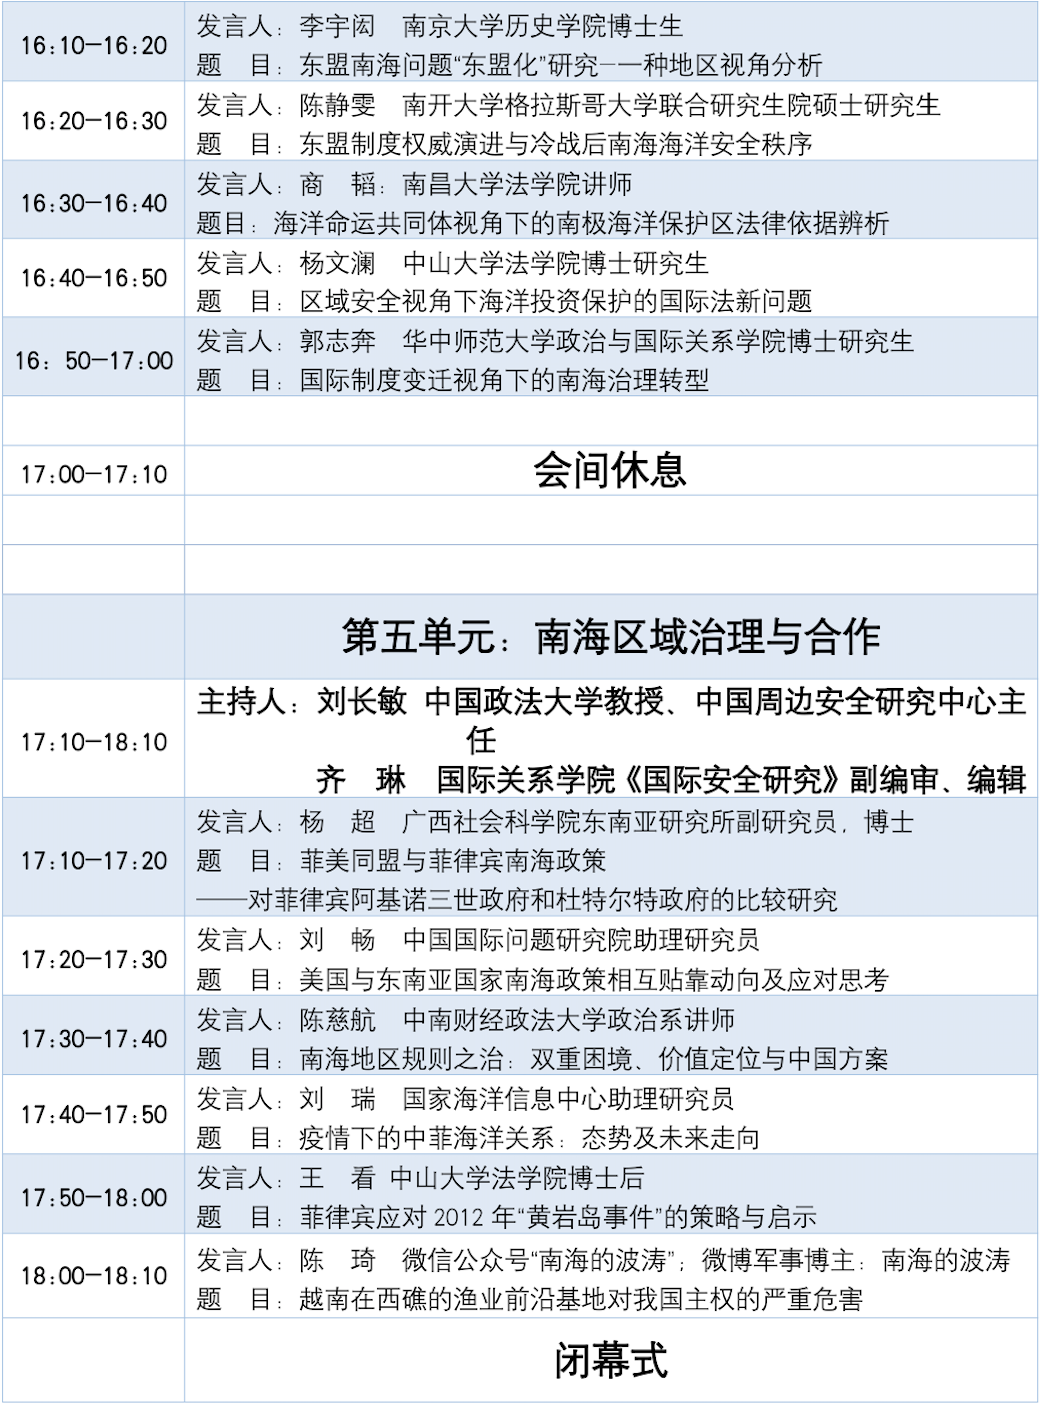 16:10—16:20
发言人：李宇闳 南京大学历史学院博士生
题 目：东盟南海问题“东盟化”研究—一种地区视角分析
16:20—16:30
发言人：陈静雯 南开大学格拉斯哥大学联合研究生院硕士研究生
题 目：东盟制度权威演进与冷战后南海海洋安全秩序
16:30—16:40
发言人：商 韬：南昌大学法学院讲师
题目：海洋命运共同体视角下的南极海洋保护区法律依据辨析
16:40—16:50
发言人：杨文澜 中山大学法学院博士研究生
题 目：区域安全视角下海洋投资保护的国际法新问题
16：50—17:00
发言人：郭志奔 华中师范大学政治与国际关系学院博士研究生
题 目：国际制度变迁视角下的南海治理转型
17:00—17:10
会间休息
第五单元：南海区域治理与合作
17:10—18:10
主持人：刘长敏 中国政法大学教授、中国周边安全研究中心主
任
齐 琳 国际关系学院《国际安全研究》副编审、编辑
17:10—17:20
发言人：杨 超 广西社会科学院东南亚研究所副研究员，博士
题 目：菲美同盟与菲律宾南海政策
——对菲律宾阿基诺三世政府和杜特尔特政府的比较研究
17:20—17:30
发言人：刘 畅 中国国际问题研究院助理研究员
题 目：美国与东南亚国家南海政策相互贴靠动向及应对思考
17:30—17:40
发言人：陈慈航 中南财经政法大学政治系讲师
题 目：南海地区规则之治：双重困境、价值定位与中国方案
17:40—17:50
发言人：刘 瑞 国家海洋信息中心助理研究员
题 目：疫情下的中菲海洋关系：态势及未来走向
17:50—18:00
发言人：王 看 中山大学法学院博士后
题 目：菲律宾应对 2012 年“黄岩岛事件”的策略与启示
18:00—18:10
发言人：陈 琦 微信公众号“南海的波涛”；微博军事博主：南海的波涛
题 目：越南在西礁的渔业前沿基地对我国主权的严重危害
闭幕式